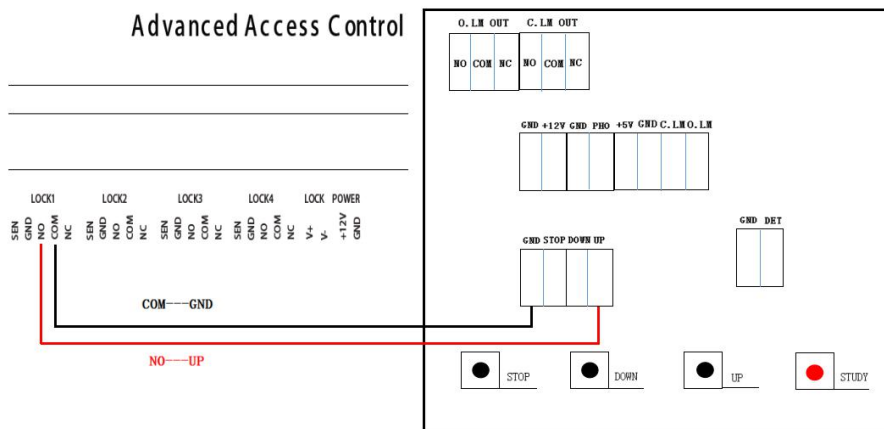 Advanced Access Control
O.LM OUT C.LM OUT
NO COM NC NO COM NC
GND +12V GND PHO +5V GND C.LM O.LM
LOCK1 LOCK2 LOCK3 LOCK4 LOCK POWER
SEN GND NO COM NC SEN GND NO COM NC SEN GND NO COM NC SEN GND NO COM NC V+ V- +12V GND
GND DET
GND STOP DOWN UP
COM---GND
NO---UP
STOP DOWN UP STUDY